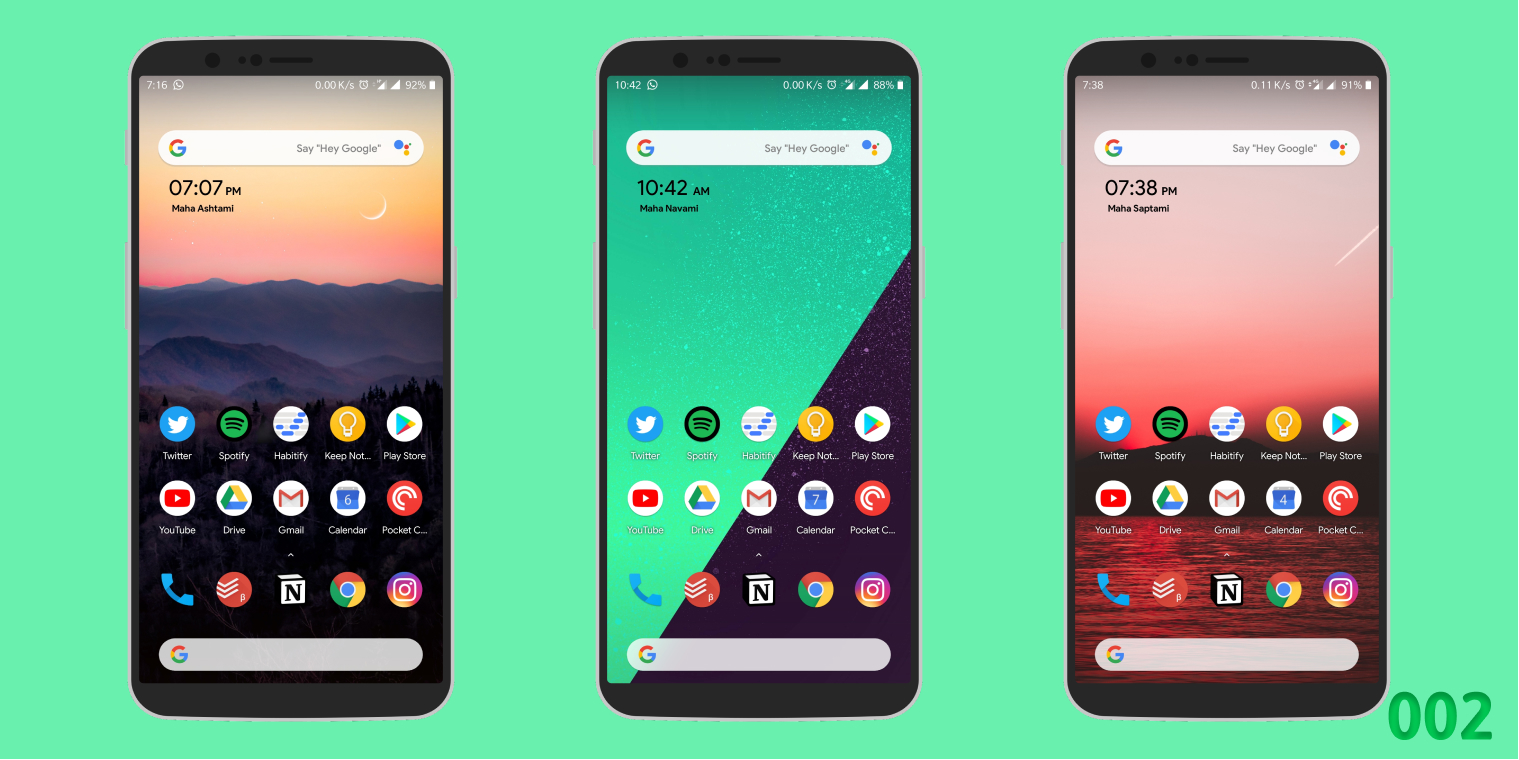 7:16 0.00 K/s 92%
Say "Hey Google"
07:07 PM
Maha Ashtami
Twitter Spotify Habitify Keep Not... Play Store
6
YouTube Drive Gmail Calendar Pocket C...
β N
10:42 0.00 K/s 88%
Say "Hey Google"
10:42 AM
Maha Navami
Twitter Spotify Habitify Keep Not... Play Store
7
YouTube Drive Gmail Calendar Pocket C...
β N
7:38 0.11 K/s 91%
Say "Hey Google"
07:38 PM
Maha Saptami
Twitter Spotify Habitify Keep Not... Play Store
4
YouTube Drive Gmail Calendar Pocket C...
β N
002